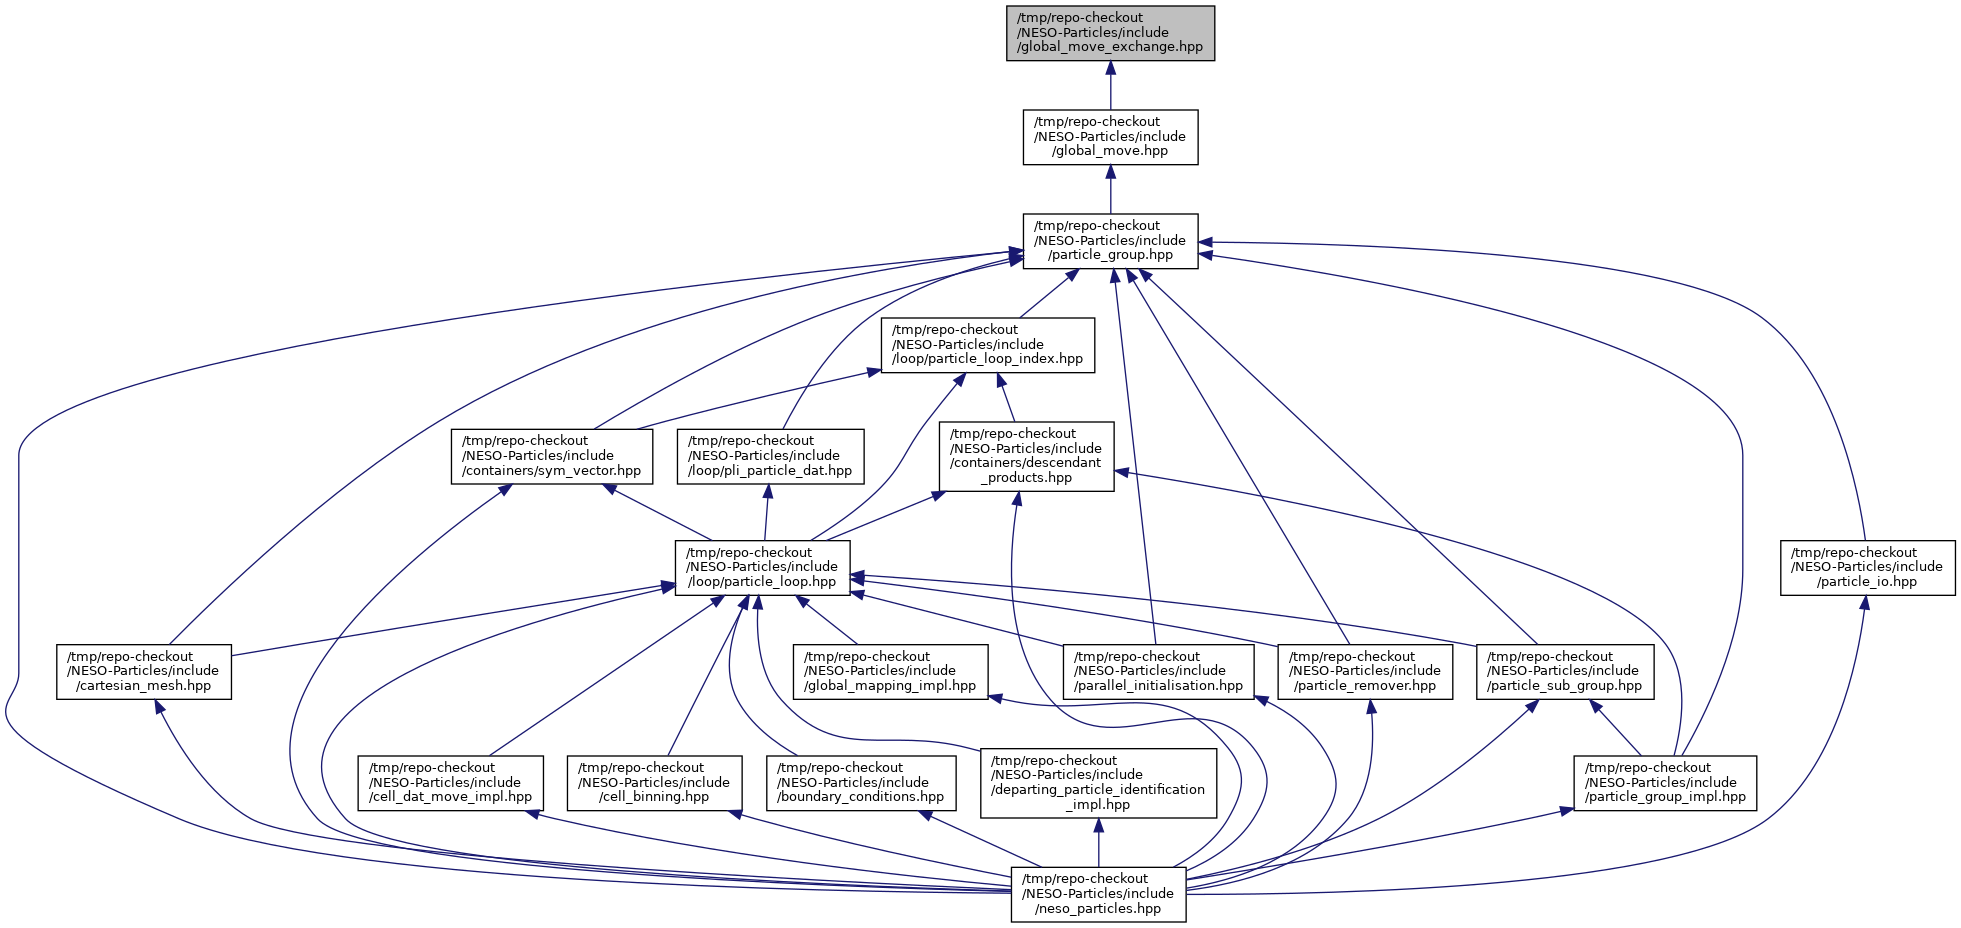 /tmp/repo-checkout
/NESO-Particles/include
/global_move_exchange.hpp
/tmp/repo-checkout
/NESO-Particles/include
/global_move.hpp
/tmp/repo-checkout
/NESO-Particles/include
/particle_group.hpp
/tmp/repo-checkout
/NESO-Particles/include
/loop/particle_loop_index.hpp
/tmp/repo-checkout
/NESO-Particles/include
/containers/sym_vector.hpp
/tmp/repo-checkout
/NESO-Particles/include
/loop/pli_particle_dat.hpp
/tmp/repo-checkout
/NESO-Particles/include
/containers/descendant
_products.hpp
/tmp/repo-checkout
/NESO-Particles/include
/loop/particle_loop.hpp
/tmp/repo-checkout
/NESO-Particles/include
/particle_io.hpp
/tmp/repo-checkout
/NESO-Particles/include
/cartesian_mesh.hpp
/tmp/repo-checkout
/NESO-Particles/include
/global_mapping_impl.hpp
/tmp/repo-checkout
/NESO-Particles/include
/parallel_initialisation.hpp
/tmp/repo-checkout
/NESO-Particles/include
/particle_remover.hpp
/tmp/repo-checkout
/NESO-Particles/include
/particle_sub_group.hpp
/tmp/repo-checkout
/NESO-Particles/include
/cell_dat_move_impl.hpp
/tmp/repo-checkout
/NESO-Particles/include
/cell_binning.hpp
/tmp/repo-checkout
/NESO-Particles/include
/boundary_conditions.hpp
/tmp/repo-checkout
/NESO-Particles/include
/departing_particle_identification
_impl.hpp
/tmp/repo-checkout
/NESO-Particles/include
/particle_group_impl.hpp
/tmp/repo-checkout
/NESO-Particles/include
/neso_particles.hpp